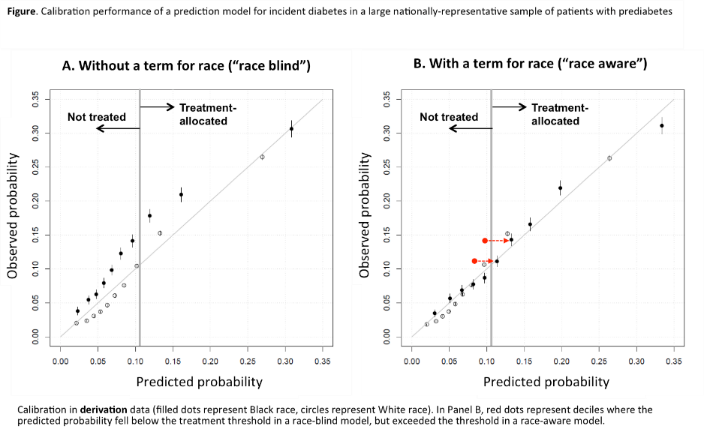 Figure. Calibration performance of a prediction model for incident diabetes in a large nationally-representative sample of patients with prediabetes
A. Without a term for race (“race blind”)
Not treated
Treatment-
allocated
Observed probability
0.35
0.30
0.25
0.20
0.15
0.10
0.05
0.00
0.00 0.05 0.10 0.15 0.20 0.25 0.30 0.35
Predicted probability
B. With a term for race (“race aware”)
Not treated
Treatment-
allocated
Observed probability
0.35
0.30
0.25
0.20
0.15
0.10
0.05
0.00
0.00 0.05 0.10 0.15 0.20 0.25 0.30 0.35
Predicted probability
Calibration in derivation data (filled dots represent Black race, circles represent White race). In Panel B, red dots represent deciles where the
predicted probability fell below the treatment threshold in a race-blind model, but exceeded the threshold in a race-aware model.